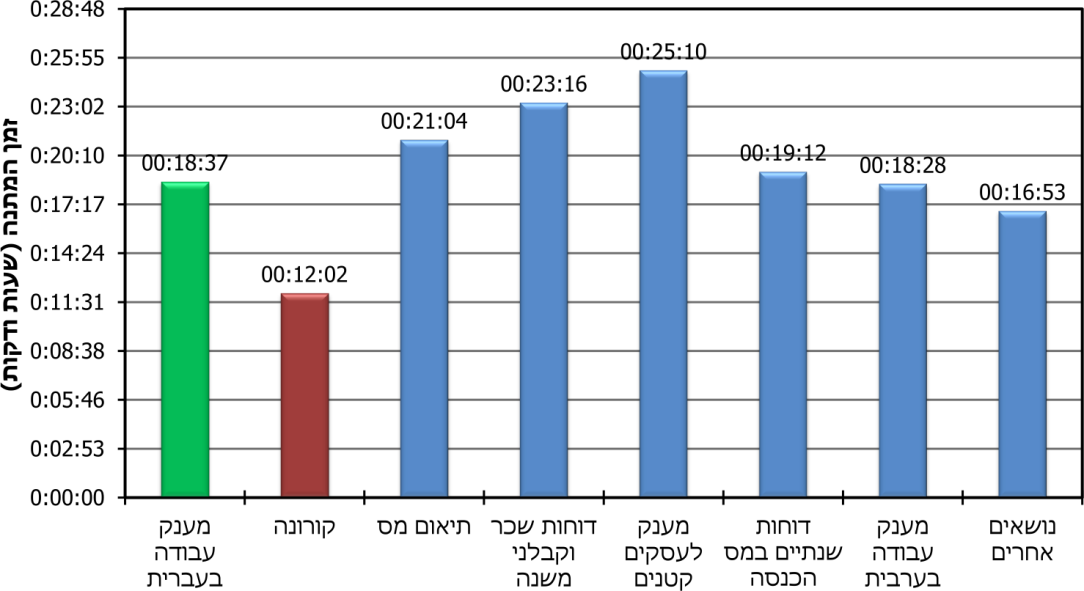 זמן המתנה (שעות ודקות)
0:28:48
0:25:55
0:23:02
0:20:10
0:17:17
0:14:24
0:11:31
0:08:38
0:05:46
0:02:53
0:00:00
00:18:37
00:12:02
00:21:04
00:23:16
00:25:10
00:19:12
00:18:28
00:16:53
מענק
עבודה
בעברית
קורונה
תיאום מס
דוחות שכר
וקבלני
משנה
מענק
לעסקים
קטנים
דוחות
שנתיים במס
הכנסה
מענק
עבודה
בערבית
נושאים
אחרים